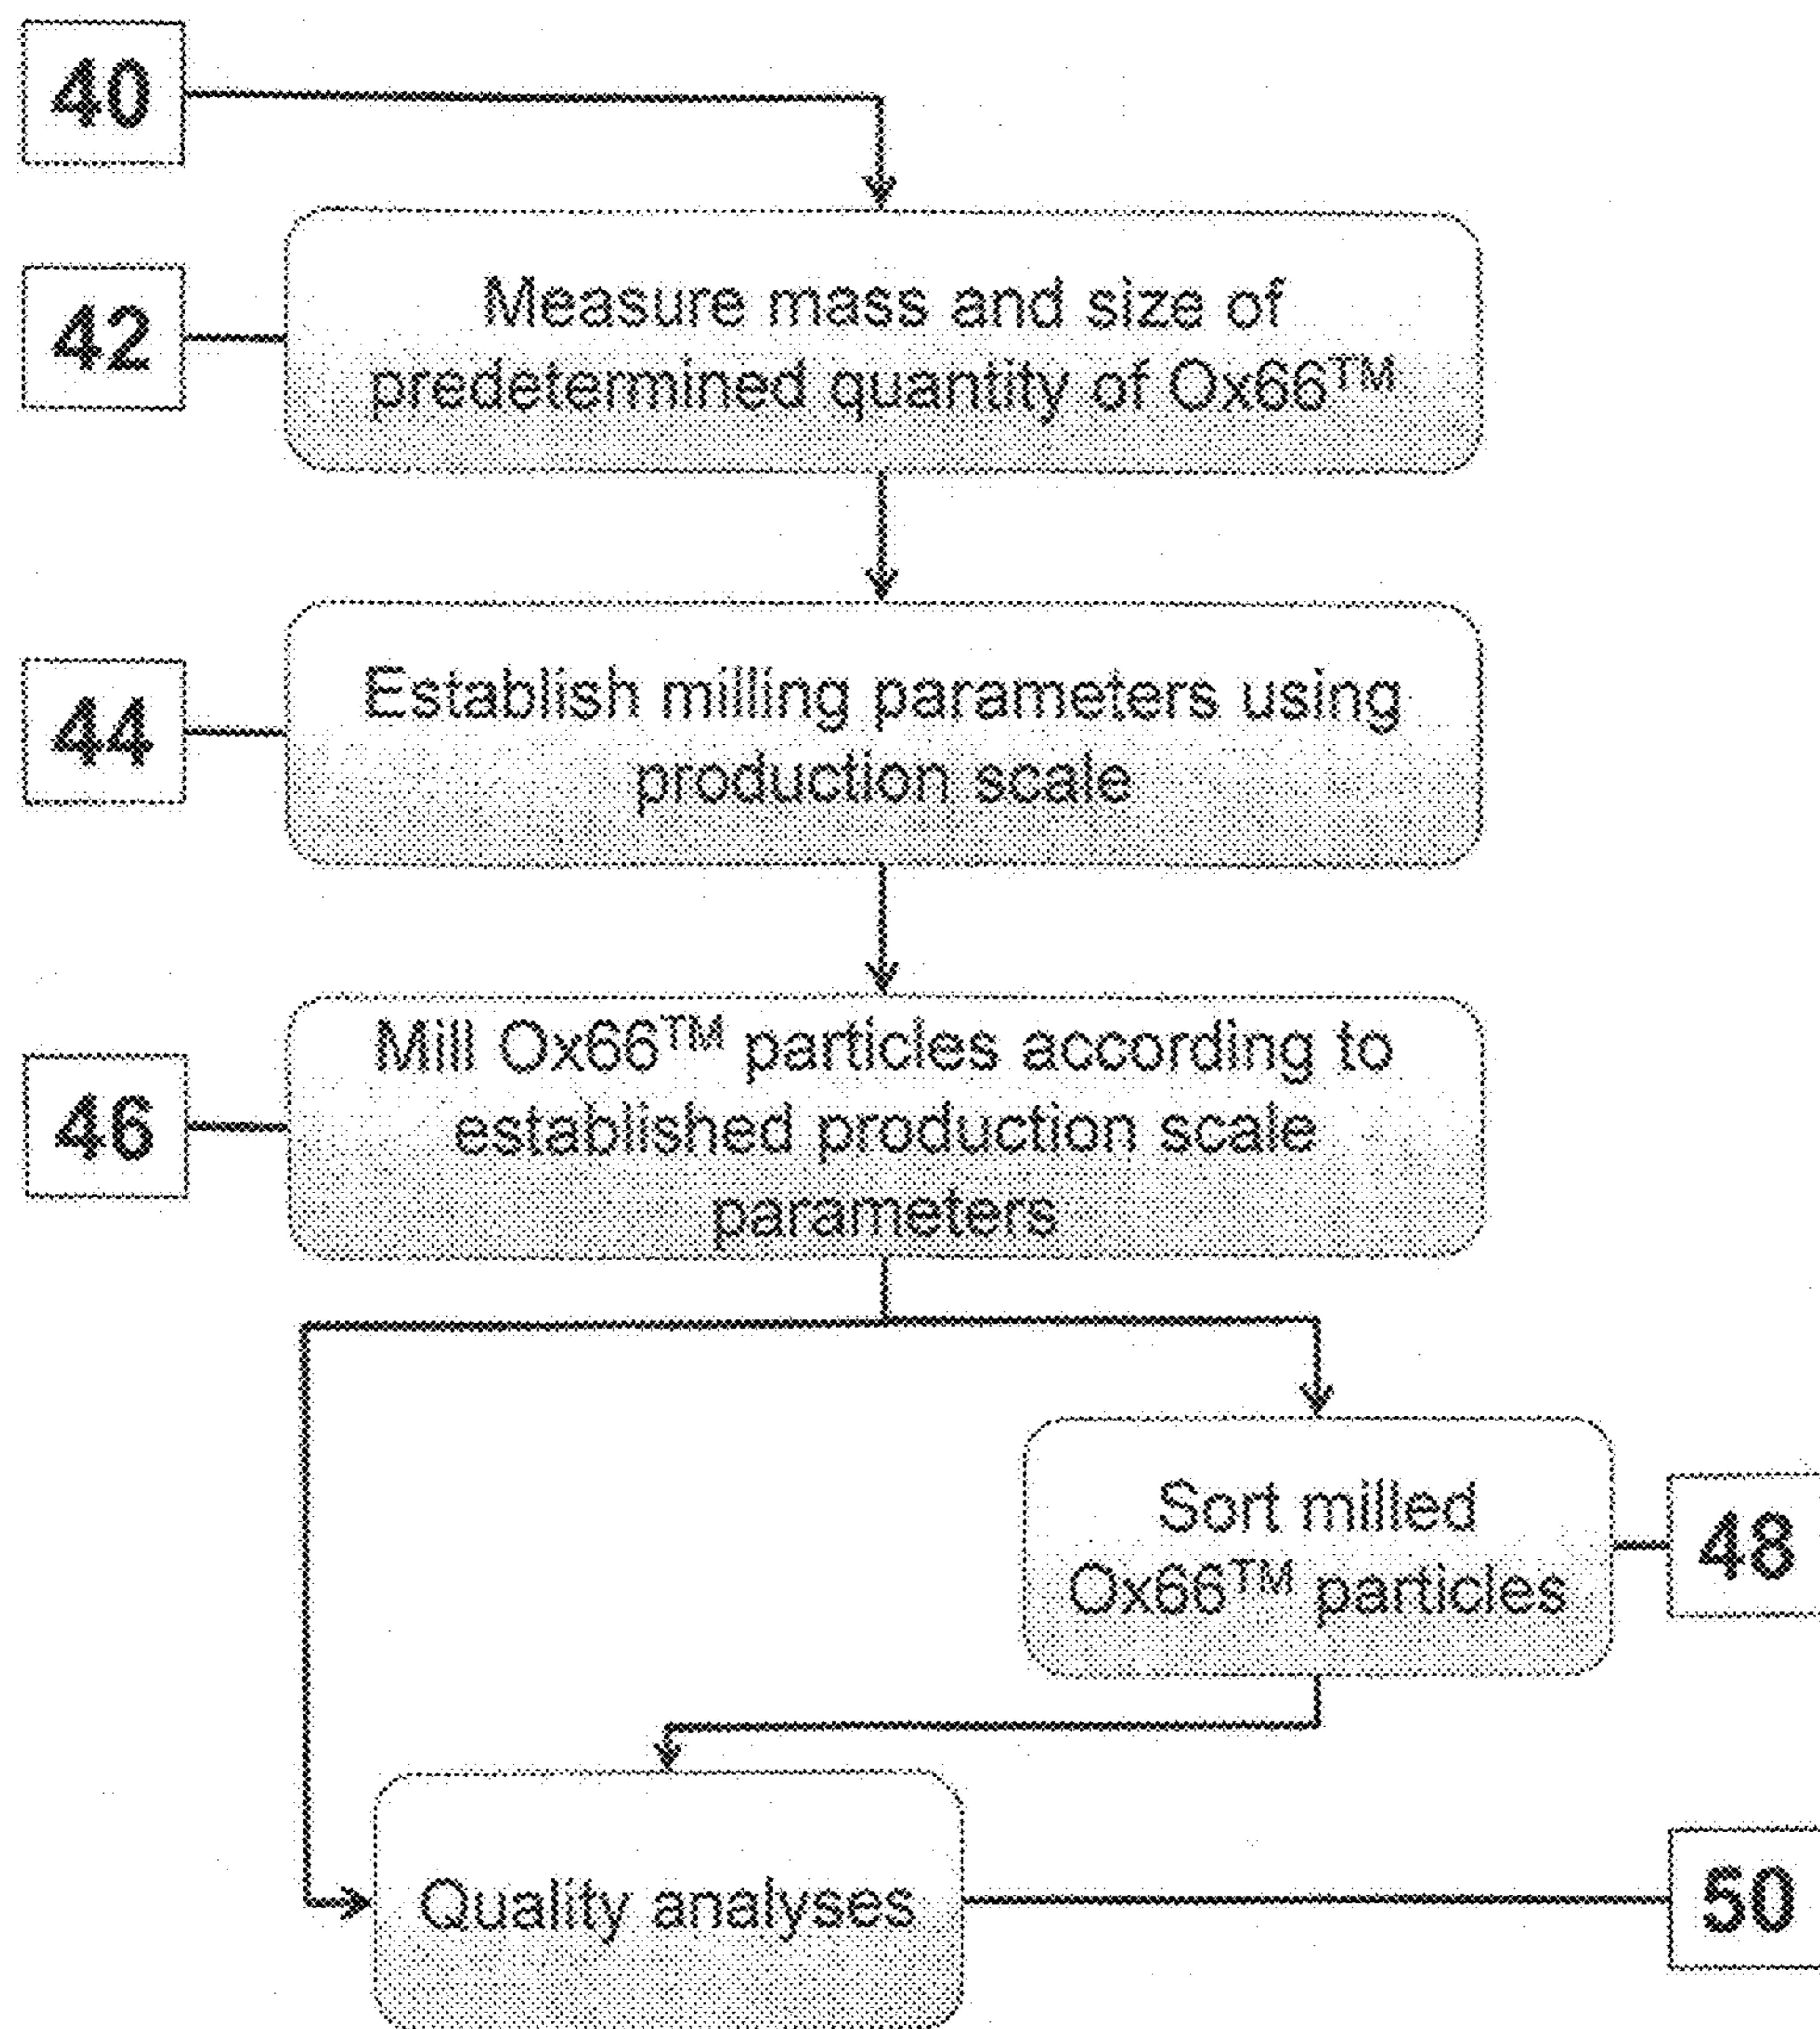 40
42
Measure mass and size of
predetermined quantity of Ox66™
44
Establish milling parameters using
production scale
46
Mill Ox66™ particles according to
established production scale
parameters
Sort milled
Ox66™ particles
48
Quality analyses
50